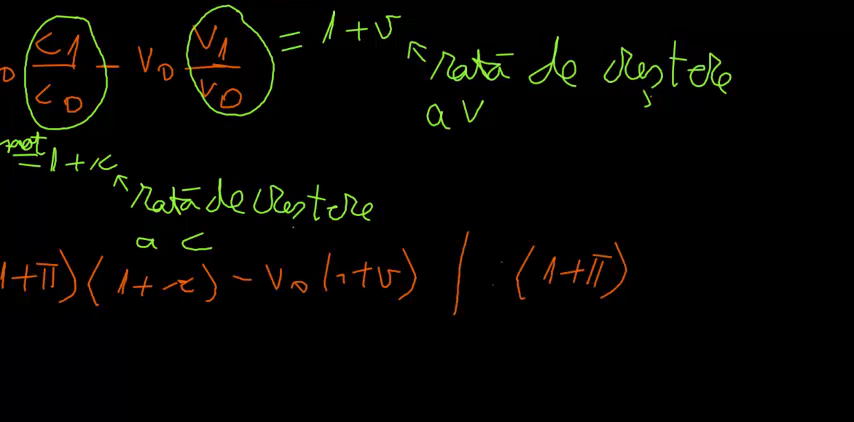 0 C1/C0 - V0 V1/V0 = 1+v ↖ rată de creștere
a V
not = 1+r ↖ rată de creștere
a C
1+π)(1+r) - V0(1+v) | : (1+π)